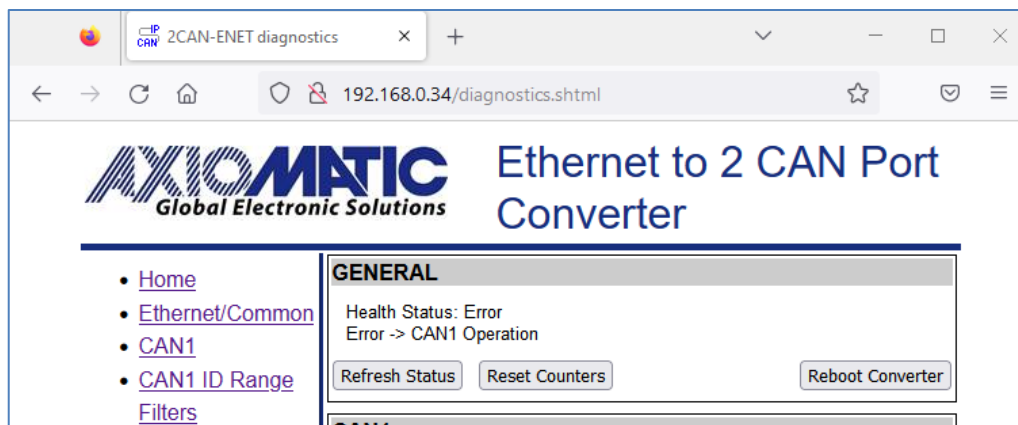 IP
CAN
2CAN-ENET diagnostics
192.168.0.34/diagnostics.shtml
AXIOMATIC
Global Electronic Solutions
Ethernet to 2 CAN Port
Converter
Home
Ethernet/Common
CAN1
CAN1 ID Range
Filters
GENERAL
Health Status: Error
Error -> CAN1 Operation
Refresh Status
Reset Counters
Reboot Converter